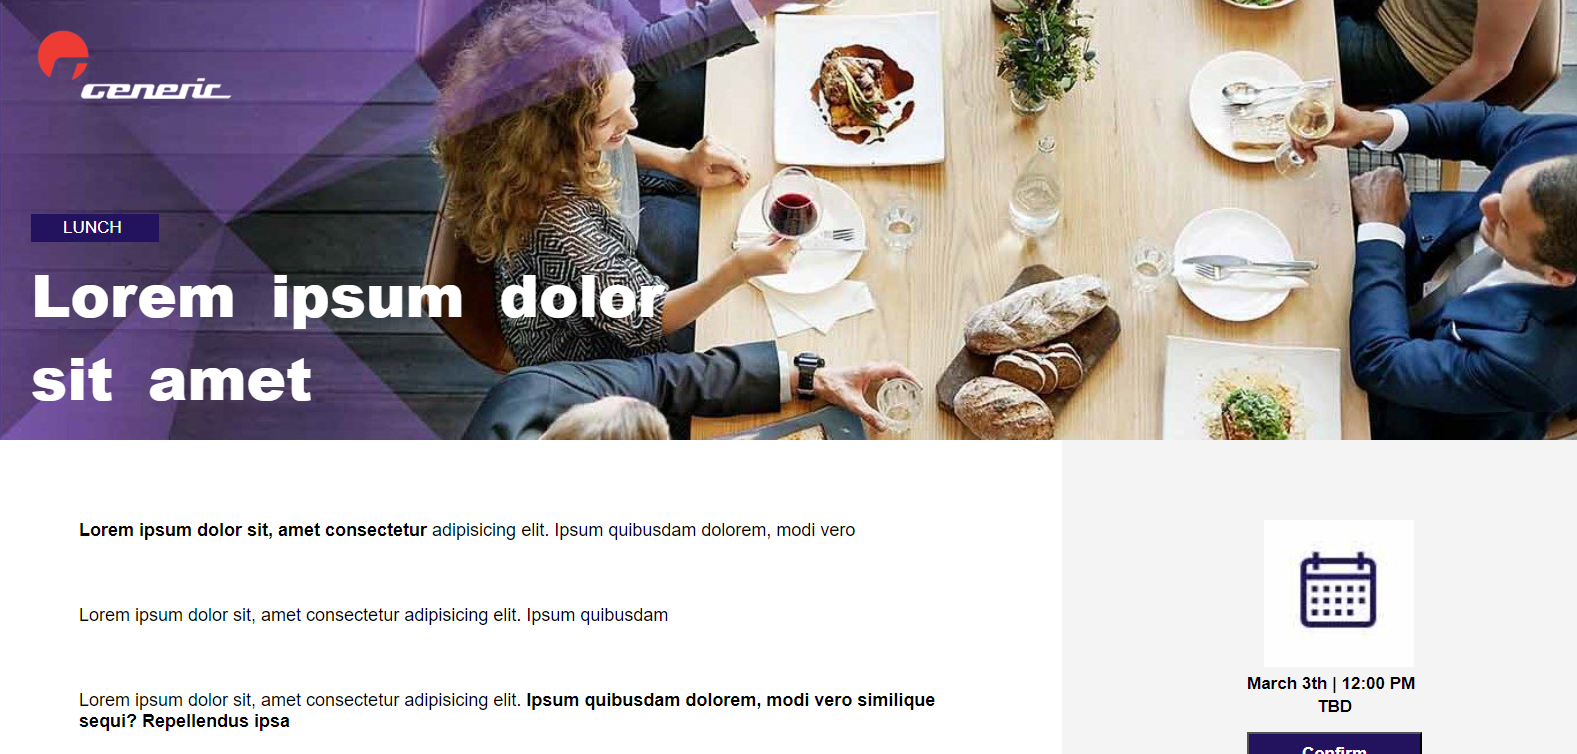 Generic
LUNCH
Lorem ipsum dolor
sit amet
Lorem ipsum dolor sit, amet consectetur adipisicing elit. Ipsum quibusdam dolorem, modi vero
Lorem ipsum dolor sit, amet consectetur adipisicing elit. Ipsum quibusdam
Lorem ipsum dolor sit, amet consectetur adipisicing elit. Ipsum quibusdam dolorem, modi vero similique
sequi? Repellendus ipsa
March 3th | 12:00 PM
TBD
Confirm